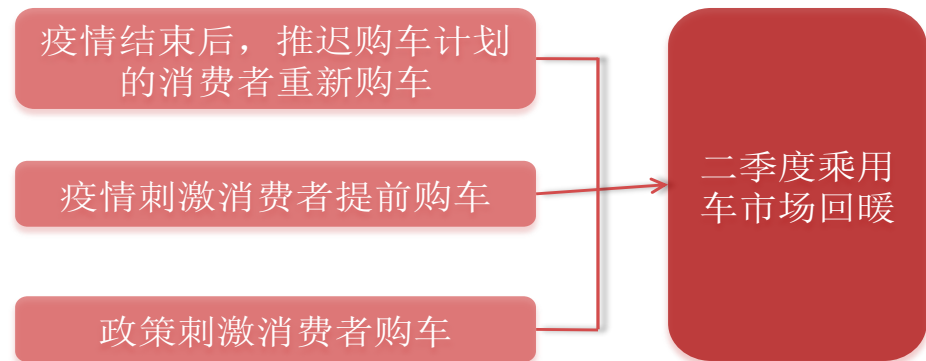 疫情结束后，推迟购车计划
的消费者重新购车
疫情刺激消费者提前购车
政策刺激消费者购车
二季度乘用
车市场回暖